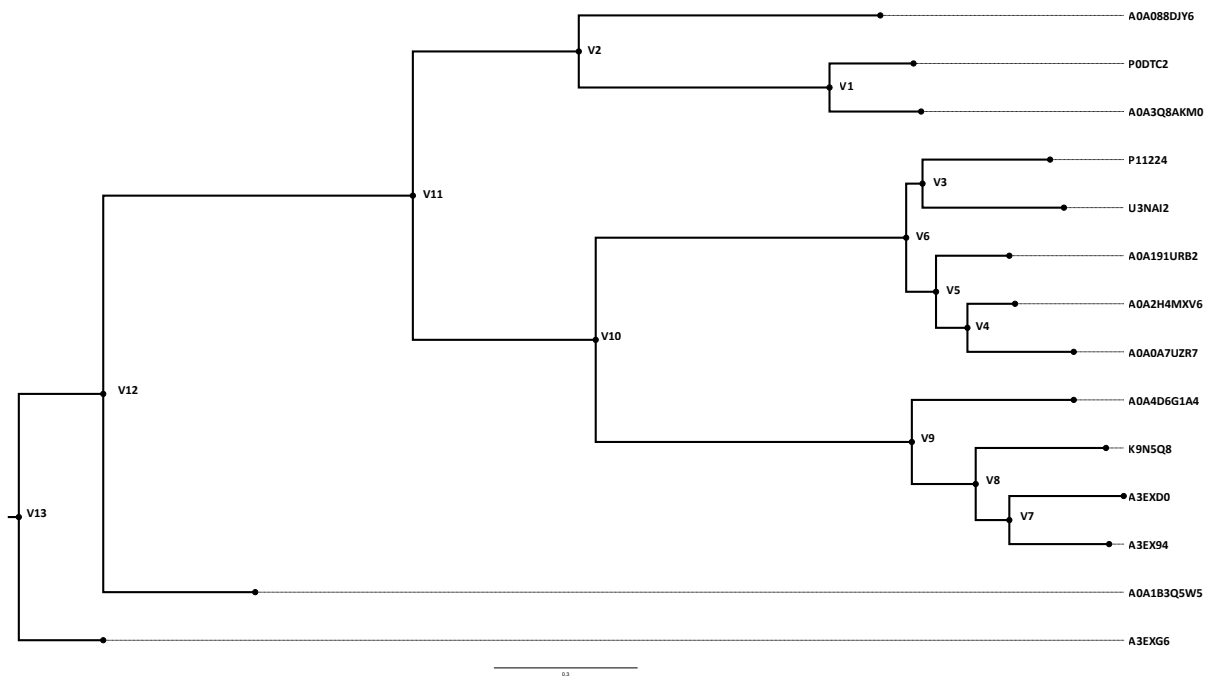 A0A088DJY6
V2
P0DTC2
V1
A0A3Q8AKM0
P11224
V3
V11
U3NAI2
V6
A0A191URB2
V5
A0A2H4MXV6
V4
V10
A0A0A7UZR7
V12
A0A4D6G1A4
V9
K9N5Q8
V8
A3EXD0
V13
V7
A3EX94
A0A1B3Q5W5
A3EXG6
0.3